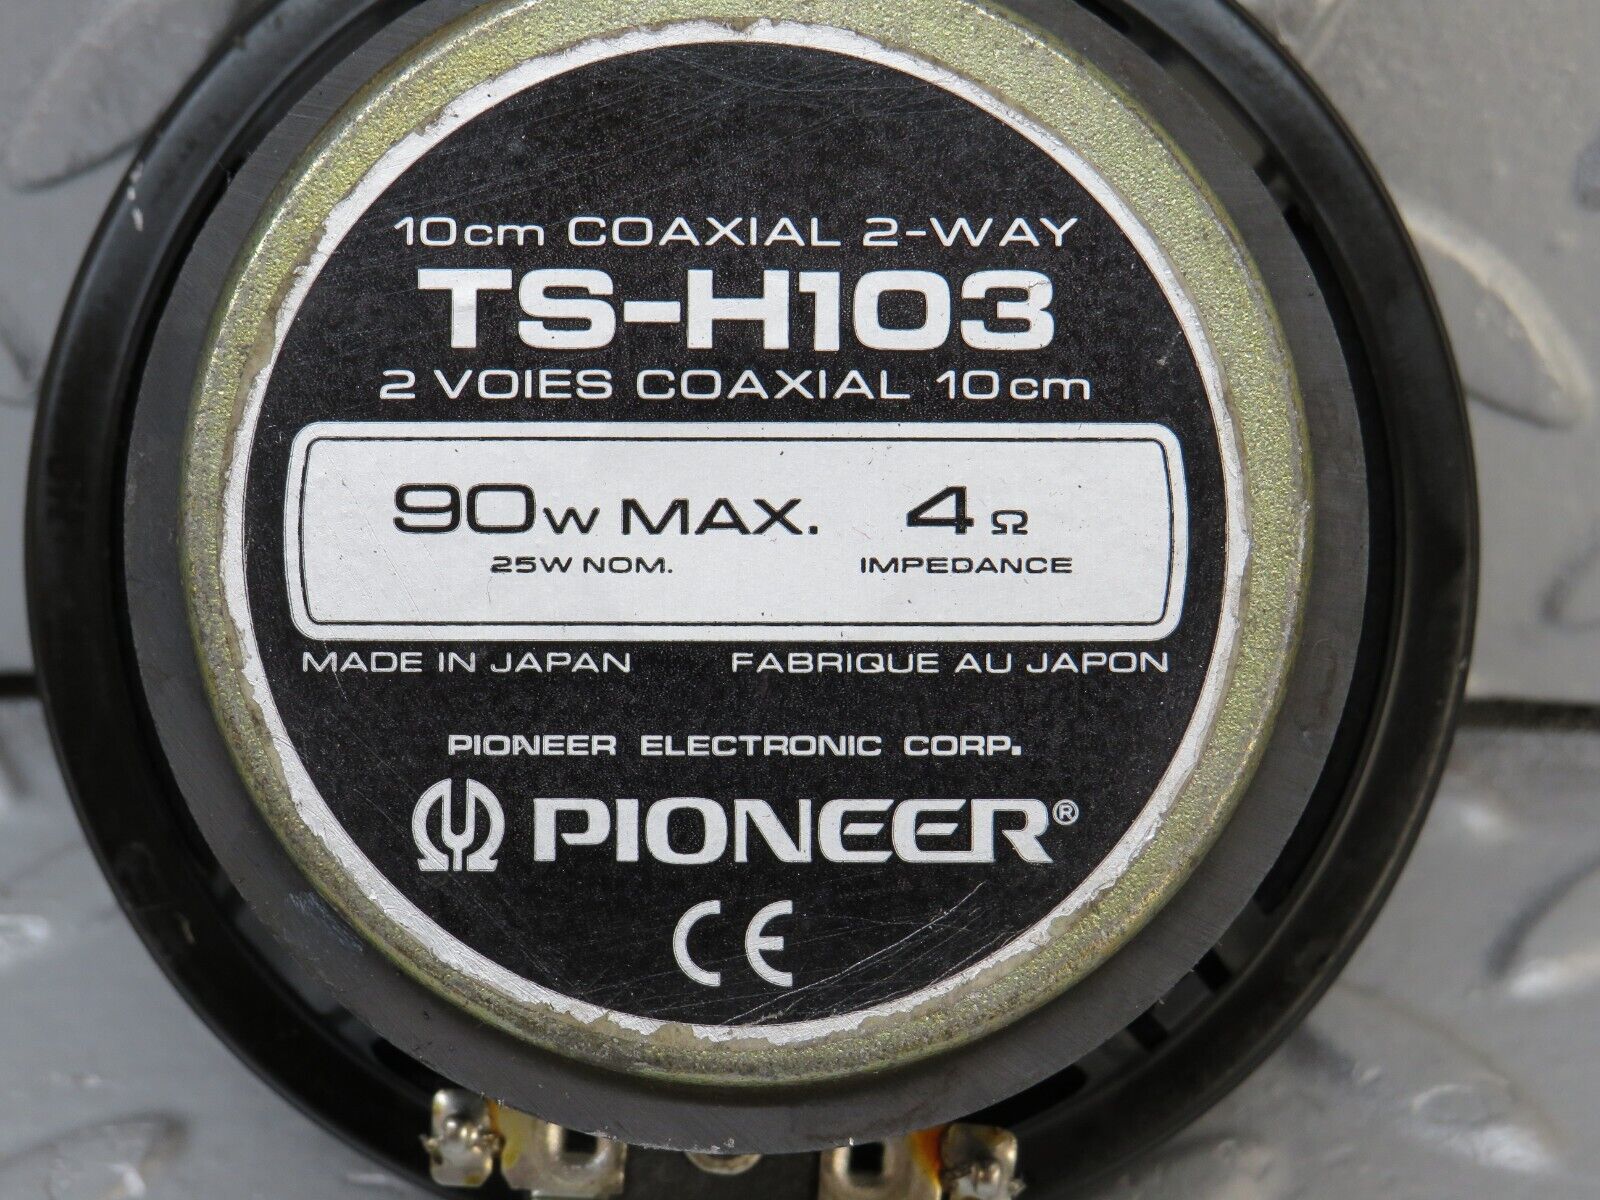 10cm COAXIAL 2-WAY
TS-H103
2 VOIES COAXIAL 10cm
90W MAX. 4Ω
25W NOM. IMPEDANCE
MADE IN JAPAN FABRIQUE AU JAPON
PIONEER ELECTRONIC CORP.
PIONEER®
CE